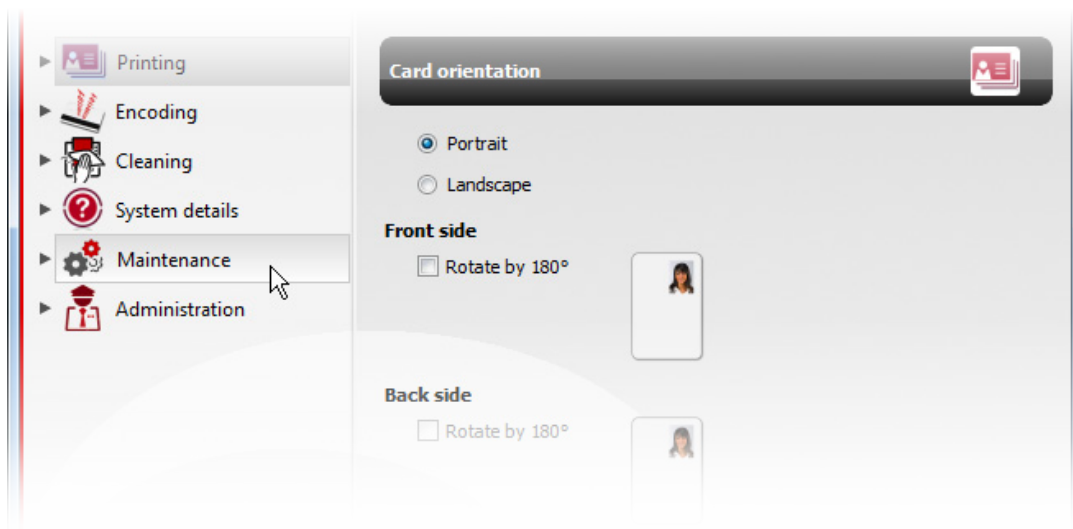 Printing
Encoding
Cleaning
System details
Maintenance
Administration
Card orientation
Portrait
Landscape
Front side
Rotate by 180°
Back side
Rotate by 180°